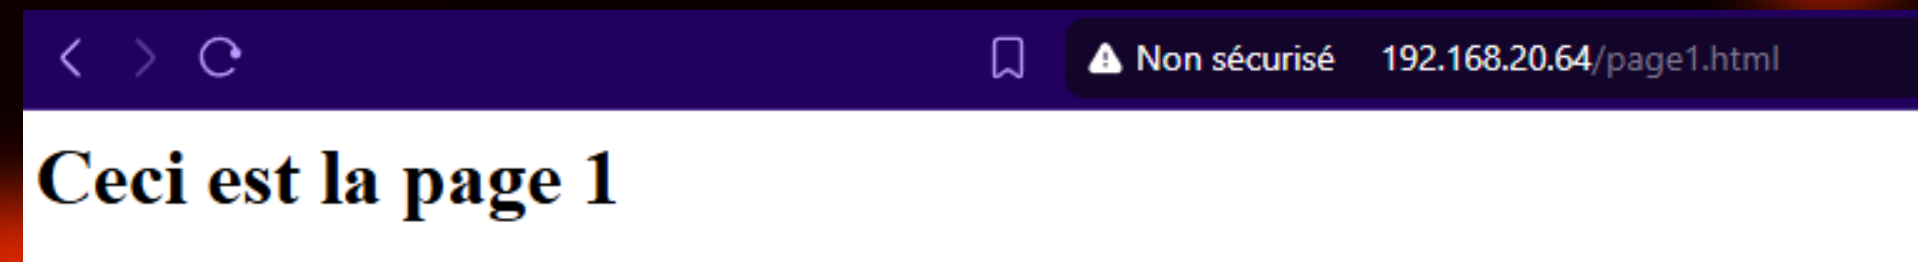 Non sécurisé 192.168.20.64/page1.html
Ceci est la page 1